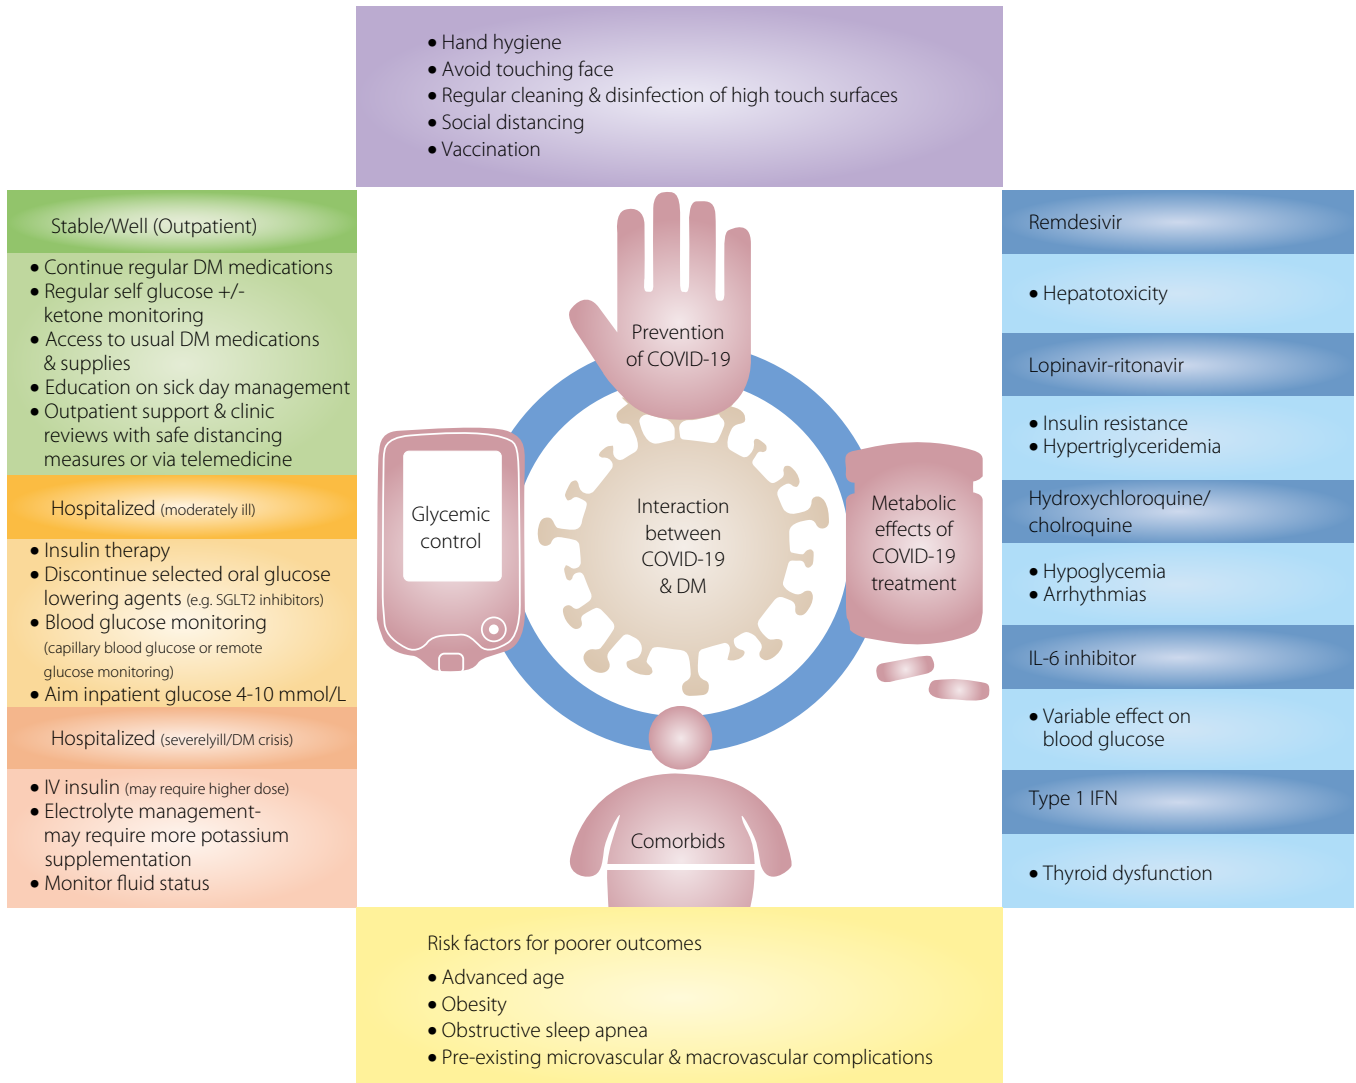 • Hand hygiene
• Avoid touching face
• Regular cleaning & disinfection of high touch surfaces
• Social distancing
• Vaccination
Stable/Well (Outpatient)
• Continue regular DM medications
• Regular self glucose +/-
ketone monitoring
• Access to usual DM medications
& supplies
• Education on sick day management
• Outpatient support & clinic
reviews with safe distancing
measures or via telemedicine
Hospitalized (moderately ill)
• Insulin therapy
• Discontinue selected oral glucose
lowering agents (e.g. SGLT2 inhibitors)
• Blood glucose monitoring
(capillary blood glucose or remote
glucose monitoring)
• Aim inpatient glucose 4-10 mmol/L
Hospitalized (severelyill/DM crisis)
• IV insulin (may require higher dose)
• Electrolyte management-
may require more potassium
supplementation
• Monitor fluid status
Prevention
of COVID-19
Glycemic
control
Interaction
between
COVID-19
& DM
Metabolic
effects of
COVID-19
treatment
Comorbids
Remdesivir
• Hepatotoxicity
Lopinavir-ritonavir
• Insulin resistance
• Hypertriglyceridemia
Hydroxychloroquine/
cholroquine
• Hypoglycemia
• Arrhythmias
IL-6 inhibitor
• Variable effect on
blood glucose
Type 1 IFN
• Thyroid dysfunction
Risk factors for poorer outcomes
• Advanced age
• Obesity
• Obstructive sleep apnea
• Pre-existing microvascular & macrovascular complications